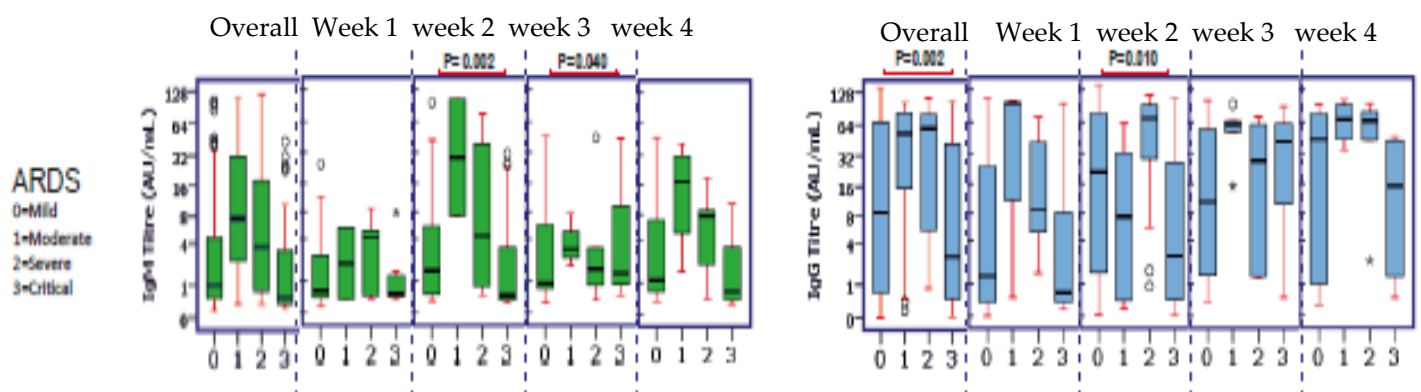 Overall Week 1 week 2 week 3 week 4
P=0.002 P=0.040
IgM Titre (AU/mL)
128
64
32
16
8
4
1
0
0 1 2 3 0 1 2 3 0 1 2 3 0 1 2 3 0 1 2 3
ARDS
0=Mild
1=Moderate
2=Severe
3=Critical
Overall Week 1 week 2 week 3 week 4
P=0.002 P=0.010
IgG Titre (AU/mL)
128
64
32
16
8
4
1
0
0 1 2 3 0 1 2 3 0 1 2 3 0 1 2 3 0 1 2 3